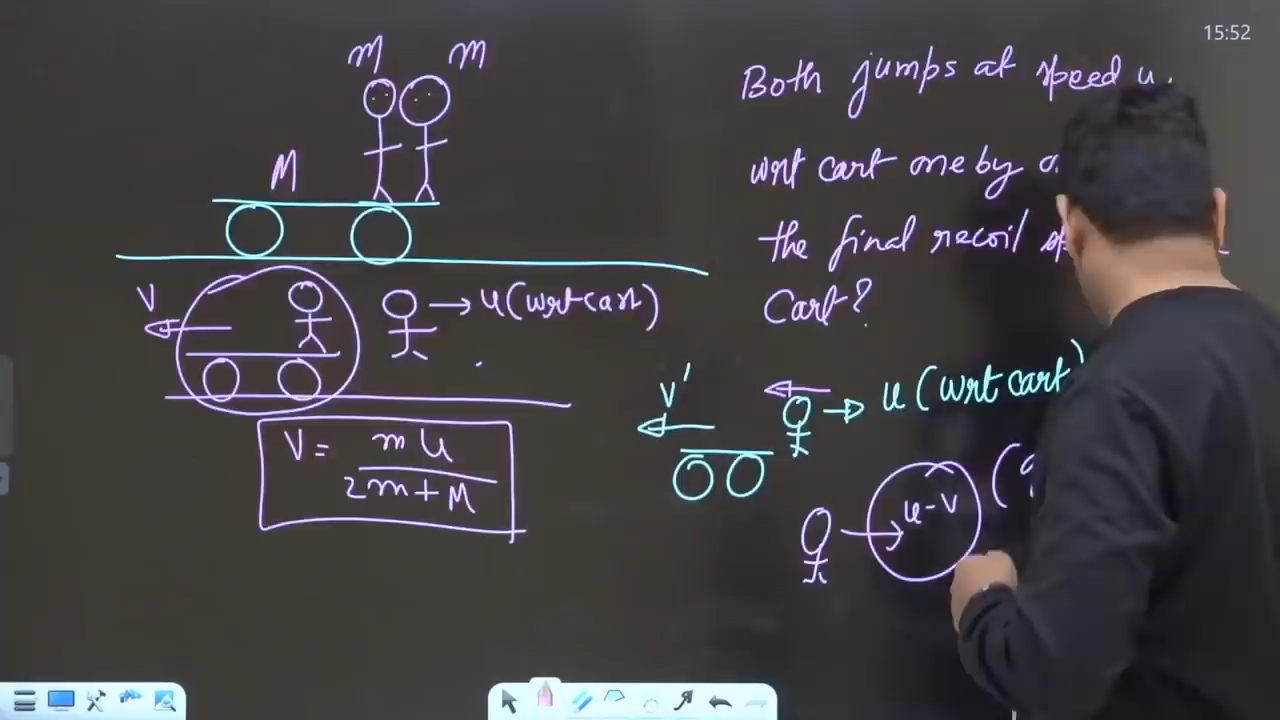 15:52
m m
M
Both jumps at speed u.
wrt cart one by
the final recoil
Cart?
V
u (wrt cart)
V = mu / 2m+M
V'
u (wrt cart)
u-v